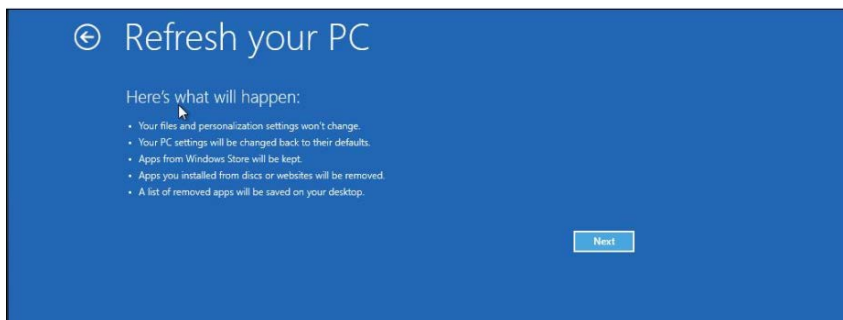 Refresh your PC
Here's what will happen:
• Your files and personalization settings won't change.
• Your PC settings will be changed back to their defaults.
• Apps from Windows Store will be kept.
• Apps you installed from discs or websites will be removed.
• A list of removed apps will be saved on your desktop.
Next